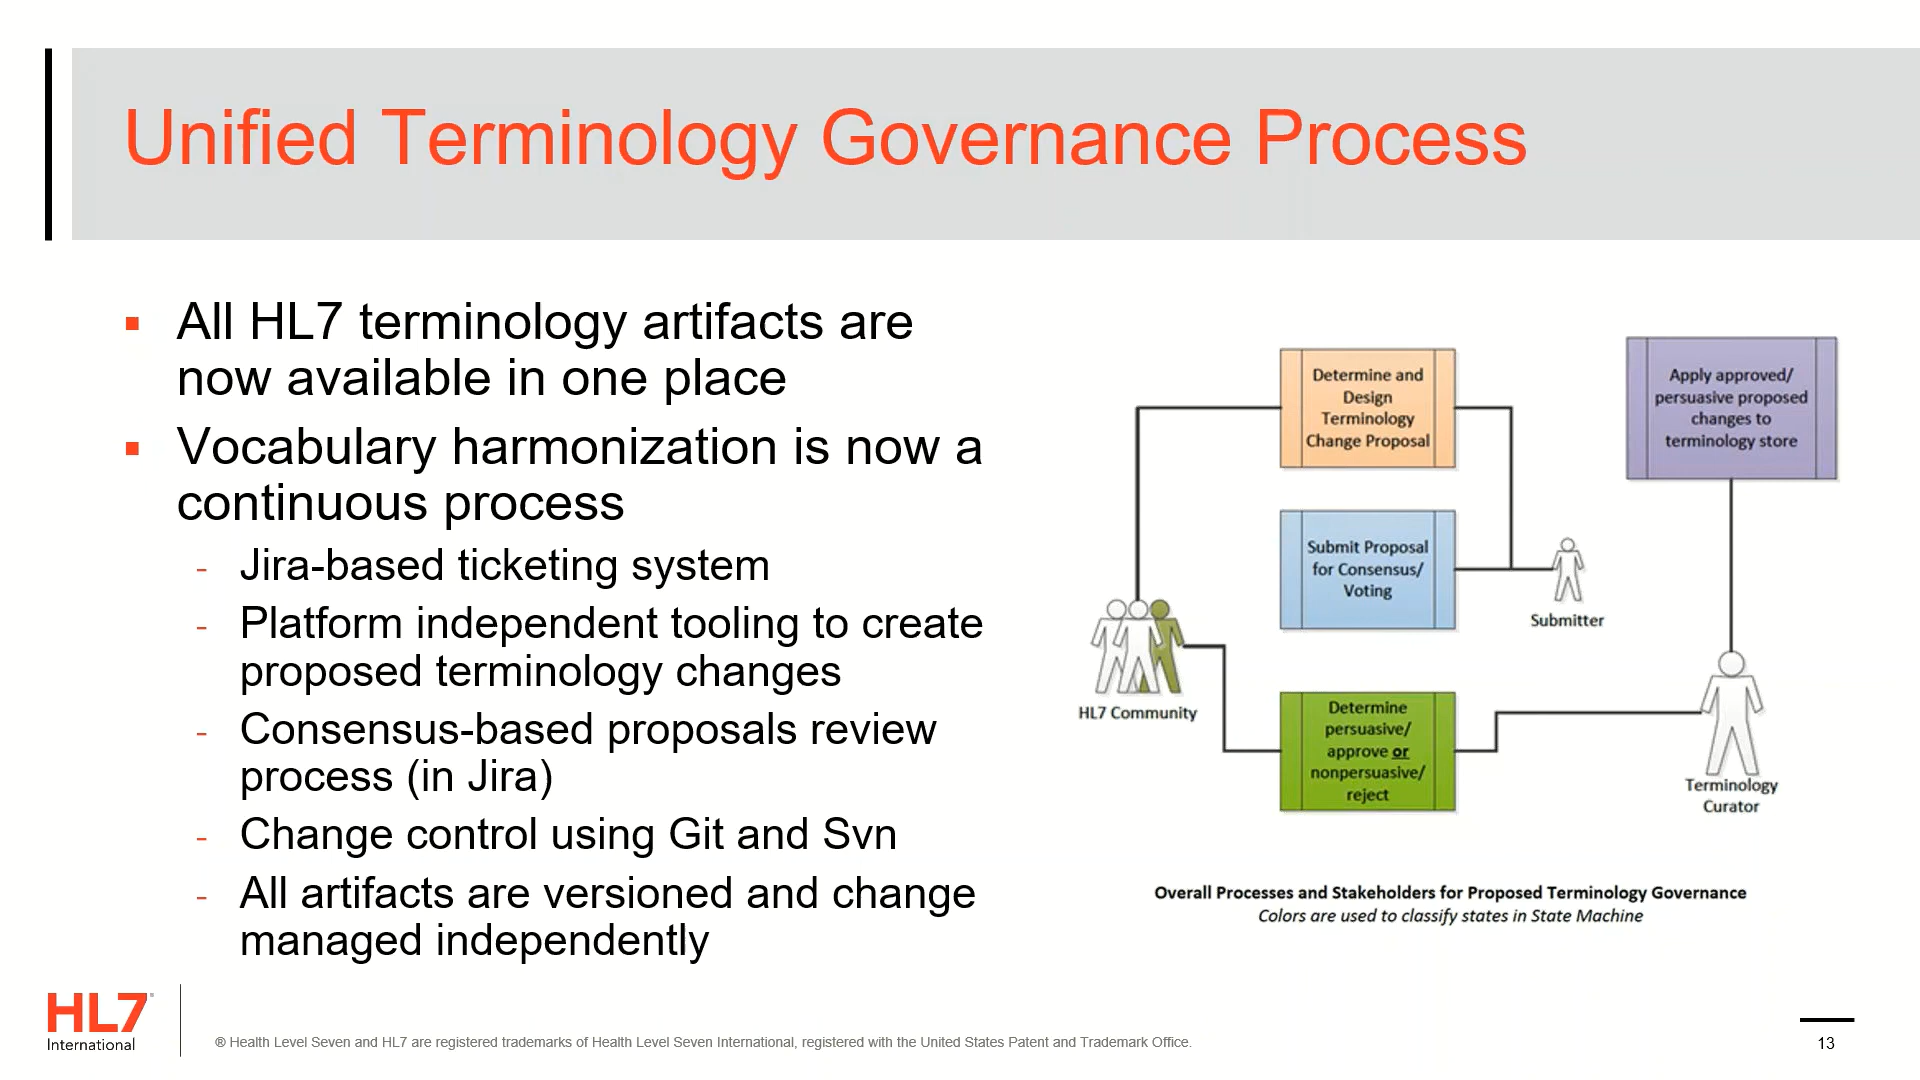 Unified Terminology Governance Process
▪ All HL7 terminology artifacts are
now available in one place
▪ Vocabulary harmonization is now a
continuous process
- Jira-based ticketing system
- Platform independent tooling to create
proposed terminology changes
- Consensus-based proposals review
process (in Jira)
- Change control using Git and Svn
- All artifacts are versioned and change
managed independently
Determine and
Design
Terminology
Change Proposal
Apply approved/
persuasive proposed
changes to
terminology store
Submit Proposal
for Consensus/
Voting
Submitter
HL7 Community
Determine
persuasive/
approve or
nonpersuasive/
reject
Terminology
Curator
Overall Processes and Stakeholders for Proposed Terminology Governance
Colors are used to classify states in State Machine
HL7
International
® Health Level Seven and HL7 are registered trademarks of Health Level Seven International, registered with the United States Patent and Trademark Office.
13